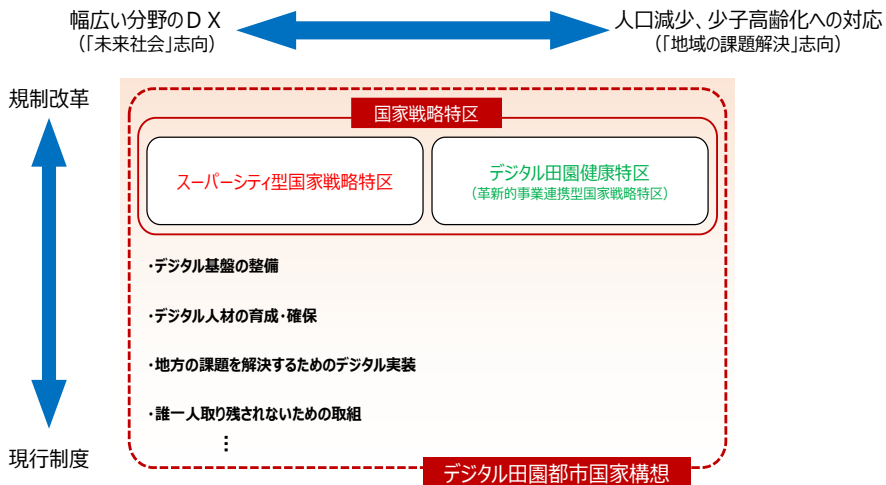 幅広い分野のＤＸ
（「未来社会」志向）
人口減少、少子高齢化への対応
（「地域の課題解決」志向）
規制改革
国家戦略特区
スーパーシティ型国家戦略特区
デジタル田園健康特区
（革新的事業連携型国家戦略特区）
・デジタル基盤の整備
・デジタル人材の育成・確保
・地方の課題を解決するためのデジタル実装
・誰一人取り残されないための取組
⋮
現行制度
デジタル田園都市国家構想